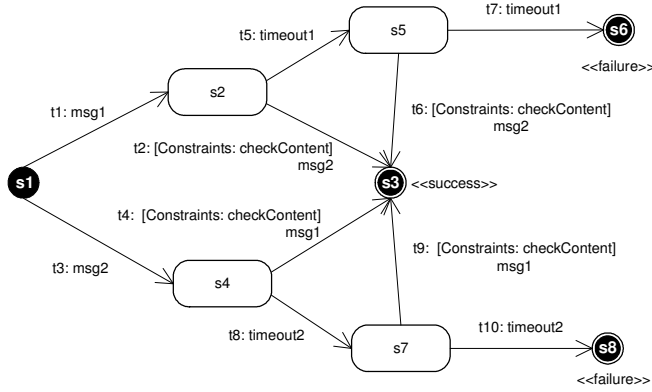 t7: timeout1
s5
s6
t5: timeout1
<<failure>>
s2
t6: [Constraints: checkContent]
msg2
t1: msg1
t2: [Constraints: checkContent]
msg2
s1
s3
<<success>>
t4: [Constraints: checkContent]
msg1
t9: [Constraints: checkContent]
msg1
t3: msg2
s4
t8: timeout2
t10: timeout2
s7
s8
<<failure>>